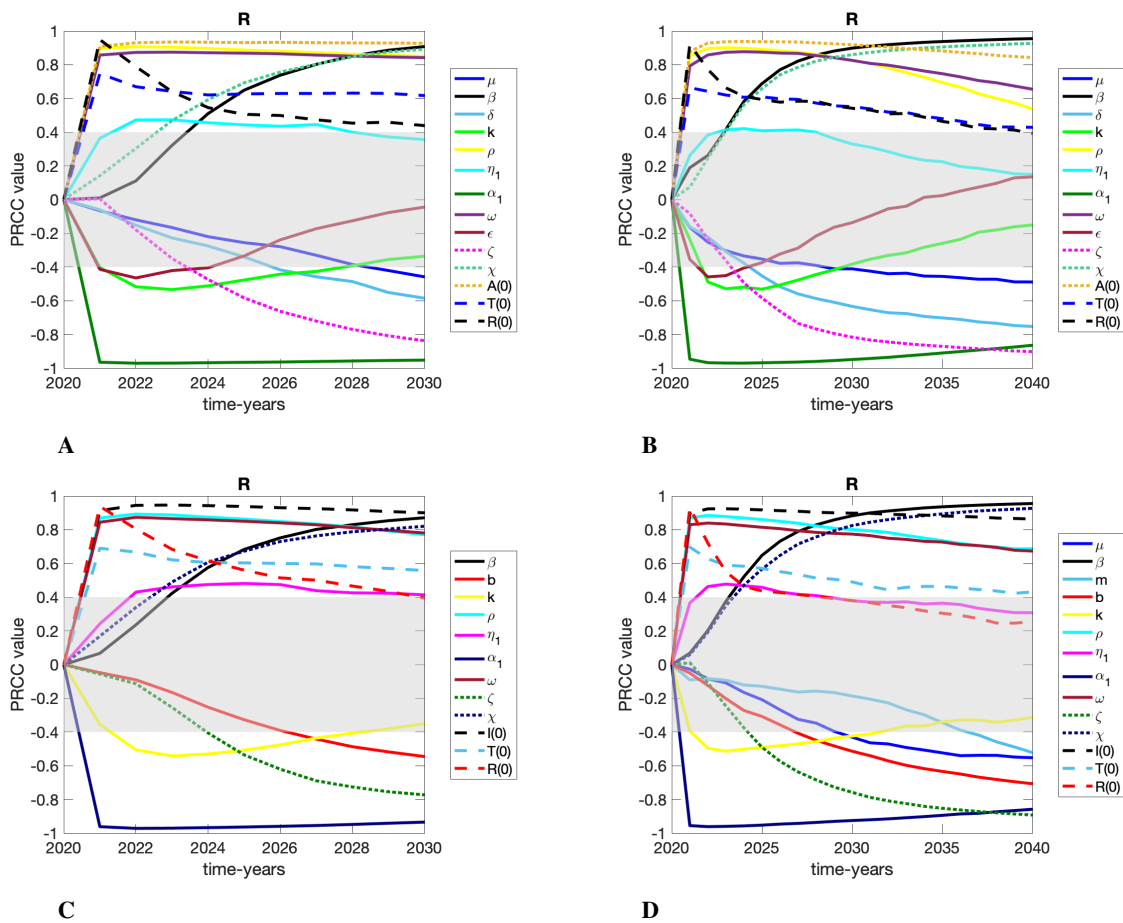 R
1
0.8
0.6
0.4
0.2
0
-0.2
-0.4
-0.6
-0.8
-1
PRCC value
2020 2022 2024 2026 2028 2030
time-years
μ
β
δ
k
ρ
η1
α1
ω
ϵ
ζ
χ
A(0)
T(0)
R(0)
A
R
1
0.8
0.6
0.4
0.2
0
-0.2
-0.4
-0.6
-0.8
-1
PRCC value
2020 2025 2030 2035 2040
time-years
μ
β
δ
k
ρ
η1
α1
ω
ϵ
ζ
χ
A(0)
T(0)
R(0)
B
R
1
0.8
0.6
0.4
0.2
0
-0.2
-0.4
-0.6
-0.8
-1
PRCC value
2020 2022 2024 2026 2028 2030
time-years
β
b
k
ρ
η1
α1
ω
ζ
χ
I(0)
T(0)
R(0)
C
R
1
0.8
0.6
0.4
0.2
0
-0.2
-0.4
-0.6
-0.8
-1
PRCC value
2020 2025 2030 2035 2040
time-years
μ
β
m
b
k
ρ
η1
α1
ω
ζ
χ
I(0)
T(0)
R(0)
D